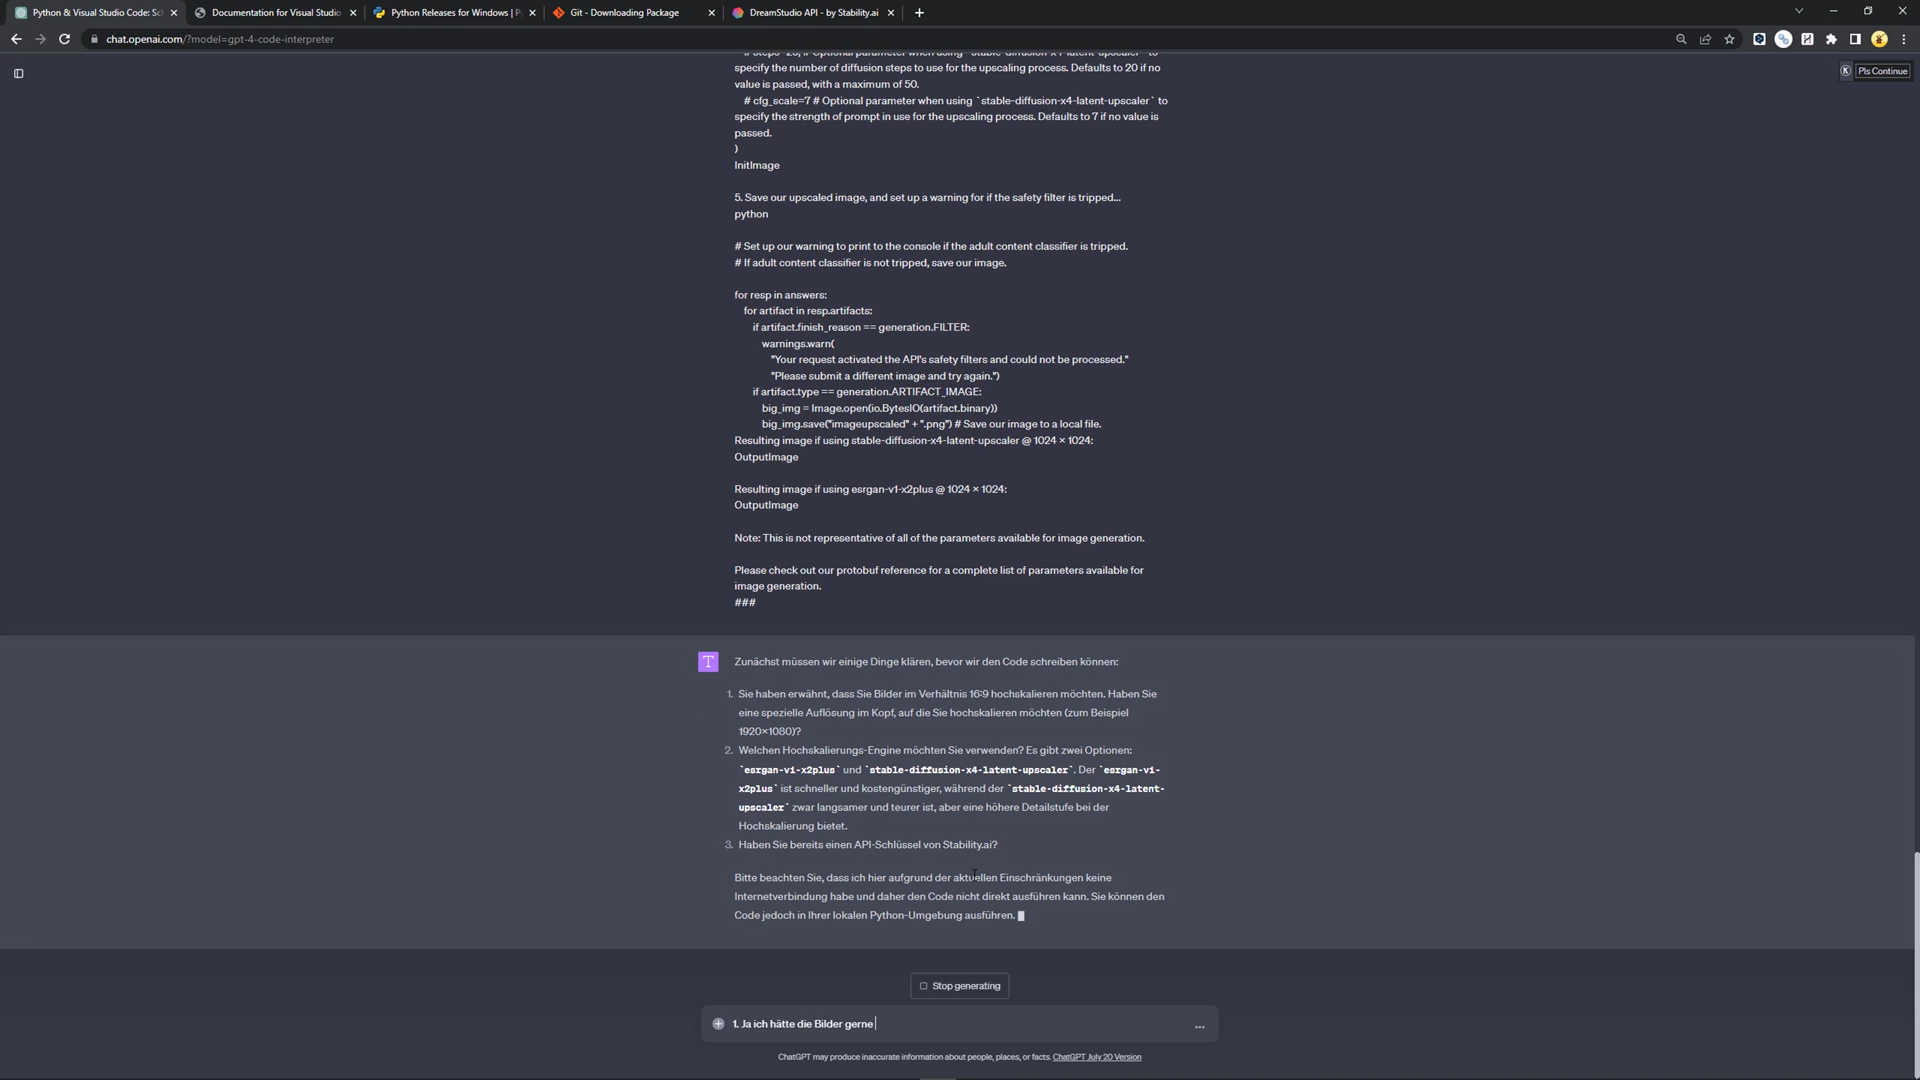 Python & Visual Studio Code: Sc
Documentation for Visual Studio
Python Releases for Windows | P
Git - Downloading Package
DreamStudio API - by Stability.ai
chat.openai.com/?model=gpt-4-code-interpreter
Pls Continue
specify the number of diffusion steps to use for the upscaling process. Defaults to 20 if no
value is passed, with a maximum of 50.
# cfg_scale=7 # Optional parameter when using `stable-diffusion-x4-latent-upscaler` to
specify the strength of prompt in use for the upscaling process. Defaults to 7 if no value is
passed.
)
InitImage
5. Save our upscaled image, and set up a warning for if the safety filter is tripped...
python
# Set up our warning to print to the console if the adult content classifier is tripped.
# If adult content classifier is not tripped, save our image.
for resp in answers:
for artifact in resp.artifacts:
if artifact.finish_reason == generation.FILTER:
warnings.warn(
"Your request activated the API's safety filters and could not be processed."
"Please submit a different image and try again.")
if artifact.type == generation.ARTIFACT_IMAGE:
big_img = Image.open(io.BytesIO(artifact.binary))
big_img.save("imageupscaled" + ".png") # Save our image to a local file.
Resulting image if using stable-diffusion-x4-latent-upscaler @ 1024 × 1024:
OutputImage
Resulting image if using esrgan-v1-x2plus @ 1024 × 1024:
OutputImage
Note: This is not representative of all of the parameters available for image generation.
Please check out our protobuf reference for a complete list of parameters available for
image generation.
###
T
Zunächst müssen wir einige Dinge klären, bevor wir den Code schreiben können:
1. Sie haben erwähnt, dass Sie Bilder im Verhältnis 16:9 hochskalieren möchten. Haben Sie
eine spezielle Auflösung im Kopf, auf die Sie hochskalieren möchten (zum Beispiel
1920×1080)?
2. Welchen Hochskalierungs-Engine möchten Sie verwenden? Es gibt zwei Optionen:
`esrgan-v1-x2plus` und `stable-diffusion-x4-latent-upscaler`. Der `esrgan-v1-
x2plus` ist schneller und kostengünstiger, während der `stable-diffusion-x4-latent-
upscaler` zwar langsamer und teurer ist, aber eine höhere Detailstufe bei der
Hochskalierung bietet.
3. Haben Sie bereits einen API-Schlüssel von Stability.ai?
Bitte beachten Sie, dass ich hier aufgrund der aktuellen Einschränkungen keine
Internetverbindung habe und daher den Code nicht direkt ausführen kann. Sie können den
Code jedoch in Ihrer lokalen Python-Umgebung ausführen.
Stop generating
1. Ja ich hätte die Bilder gerne
ChatGPT may produce inaccurate information about people, places, or facts. ChatGPT July 20 Version